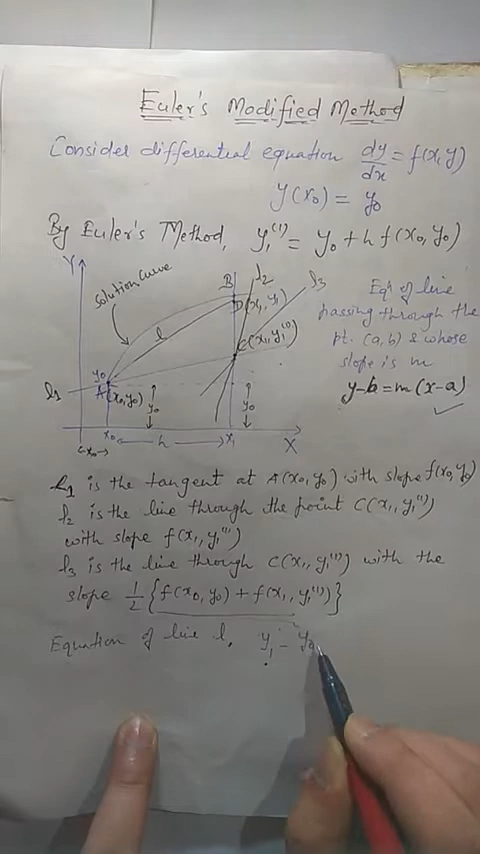 Euler's Modified Method
Consider differential equation dy/dx = f(x,y)
y(x₀) = y₀
By Euler's Method, y₁⁽¹⁾ = y₀ + h f(x₀, y₀)
Y
Solution curve
l
B
l₂
l₃
D(x₁, y₁)
C(x₁, y₁⁽¹⁾)
Eqn of line
passing through the
pt. (a,b) & whose
slope is m
y-b = m(x-a)
l₁
y₀
A(x₀,y₀)
y₀
y₀
x₀
h
x₁
X
x₀
l₁ is the tangent at A(x₀, y₀) with slope f(x₀, y₀)
l₂ is the line through the point C(x₁, y₁⁽¹⁾)
with slope f(x₁, y₁⁽¹⁾)
l₃ is the line through C(x₁, y₁⁽¹⁾) with the
slope 1/2 {f(x₀, y₀) + f(x₁, y₁⁽¹⁾)}
Equation of line l, y₁ - y₀